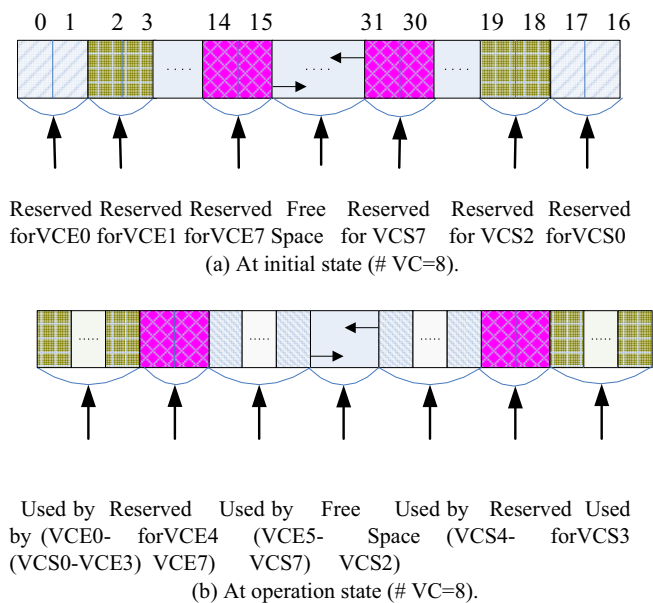 0 1 2 3 14 15 31 30 19 18 17 16
..... ..... .....
Reserved Reserved Reserved Free Reserved Reserved Reserved
forVCE0 forVCE1 forVCE7 Space for VCS7 for VCS2 forVCS0
(a) At initial state (# VC=8).
..... ..... ..... .....
Used by Reserved Used by Free Used by Reserved Used
by (VCE0- forVCE4 (VCE5- Space (VCS4- forVCS3
(VCS0-VCE3) VCE7) VCS7) VCS2)
(b) At operation state (# VC=8).